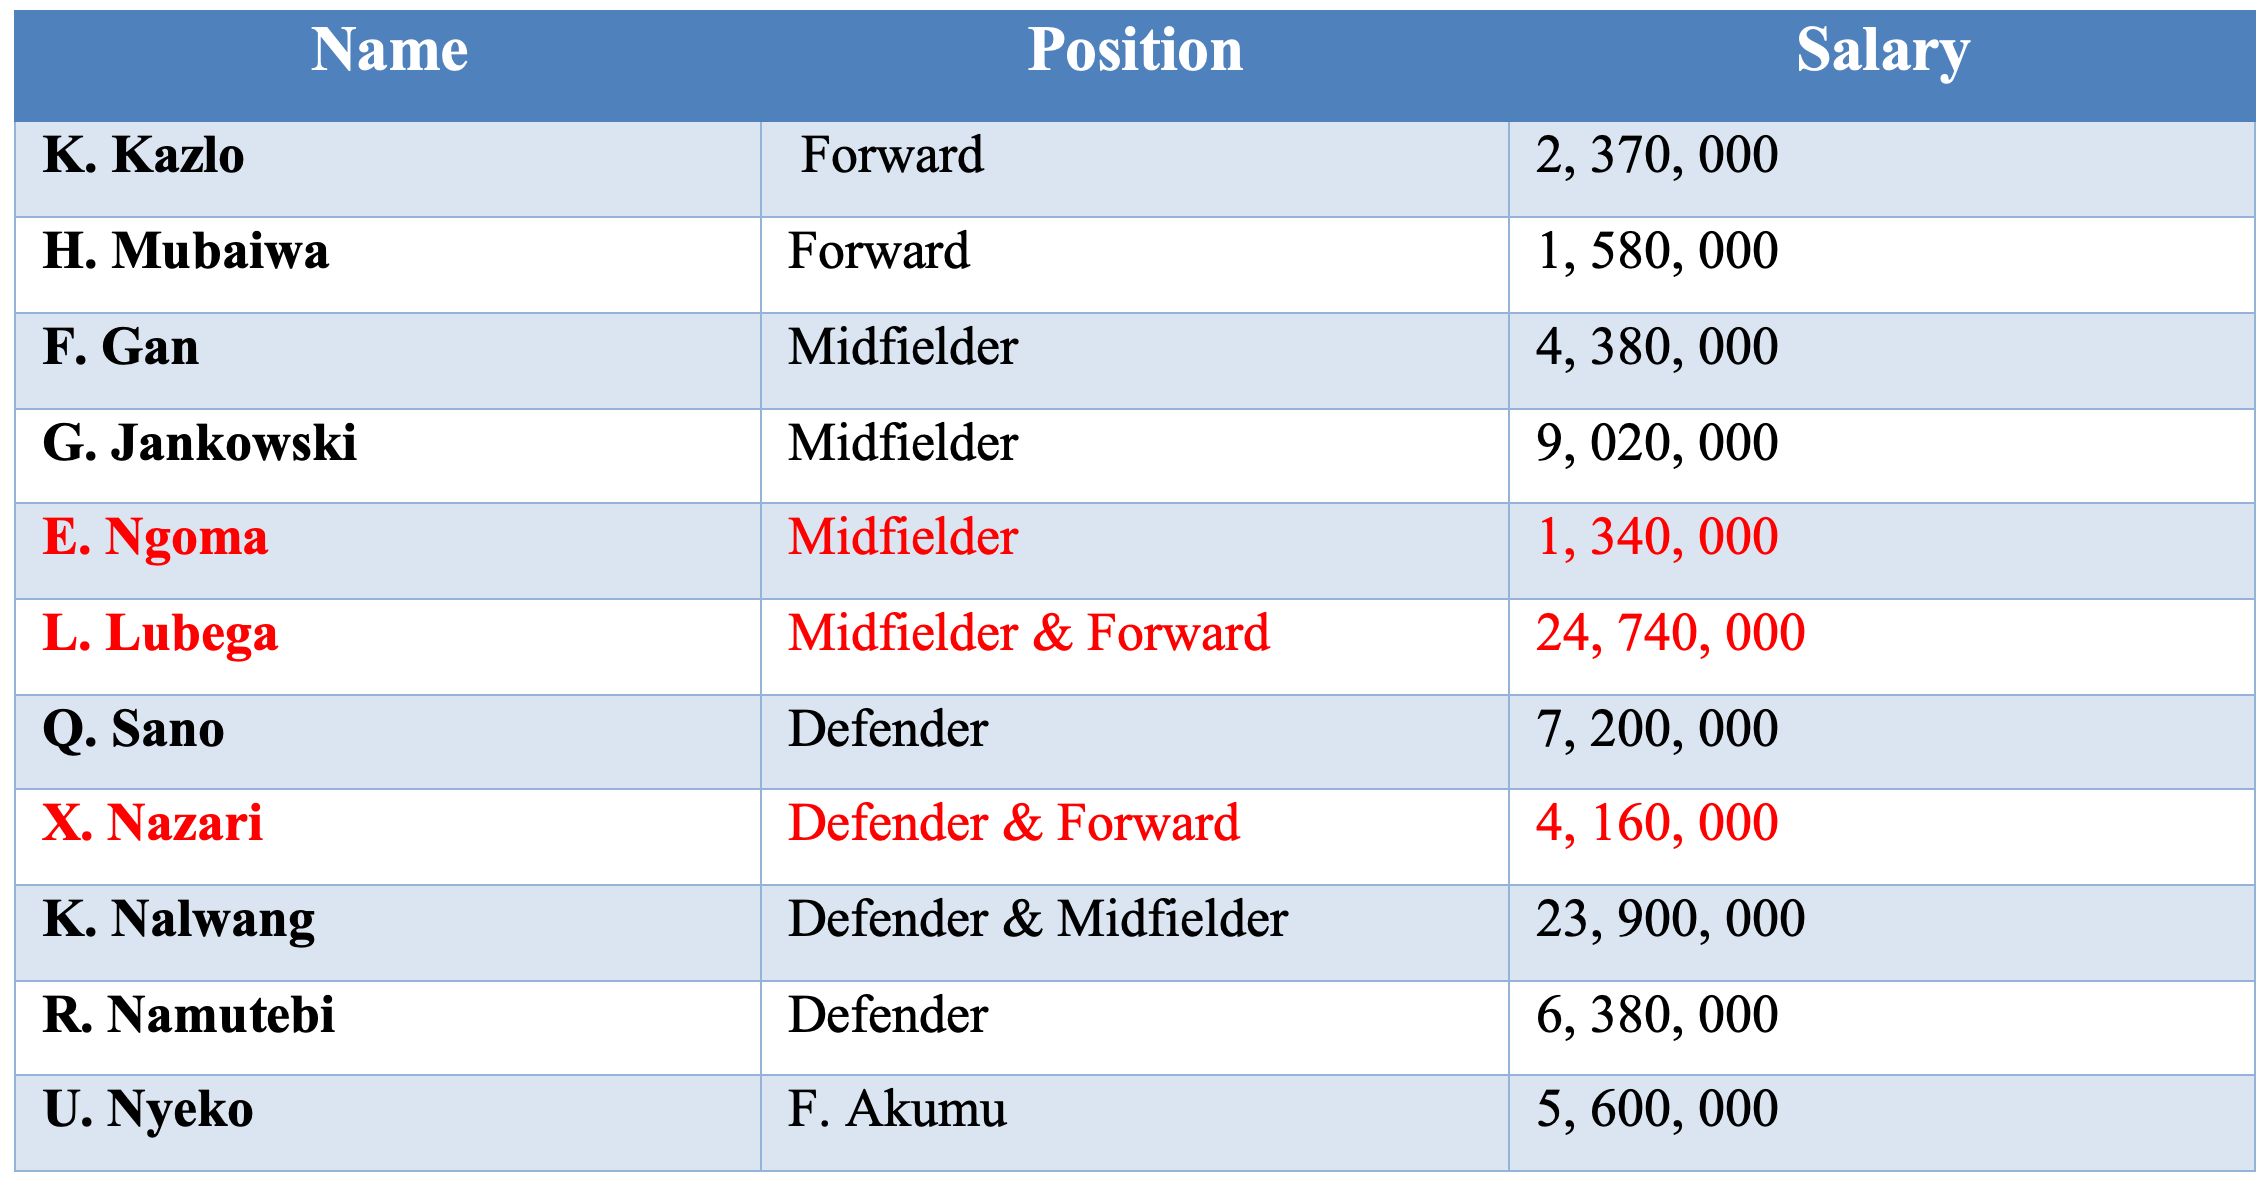 Name Position Salary
K. Kazlo Forward 2, 370, 000
H. Mubaiwa Forward 1, 580, 000
F. Gan Midfielder 4, 380, 000
G. Jankowski Midfielder 9, 020, 000
E. Ngoma Midfielder 1, 340, 000
L. Lubega Midfielder & Forward 24, 740, 000
Q. Sano Defender 7, 200, 000
X. Nazari Defender & Forward 4, 160, 000
K. Nalwang Defender & Midfielder 23, 900, 000
R. Namutebi Defender 6, 380, 000
U. Nyeko F. Akumu 5, 600, 000